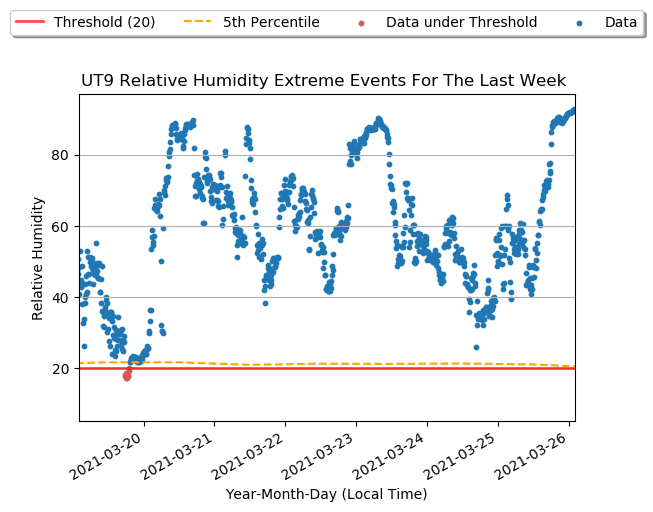 Threshold (20) 5th Percentile Data under Threshold Data
UT9 Relative Humidity Extreme Events For The Last Week
Relative Humidity
80
60
40
20
2021-03-20 2021-03-21 2021-03-22 2021-03-23 2021-03-24 2021-03-25 2021-03-26
Year-Month-Day (Local Time)